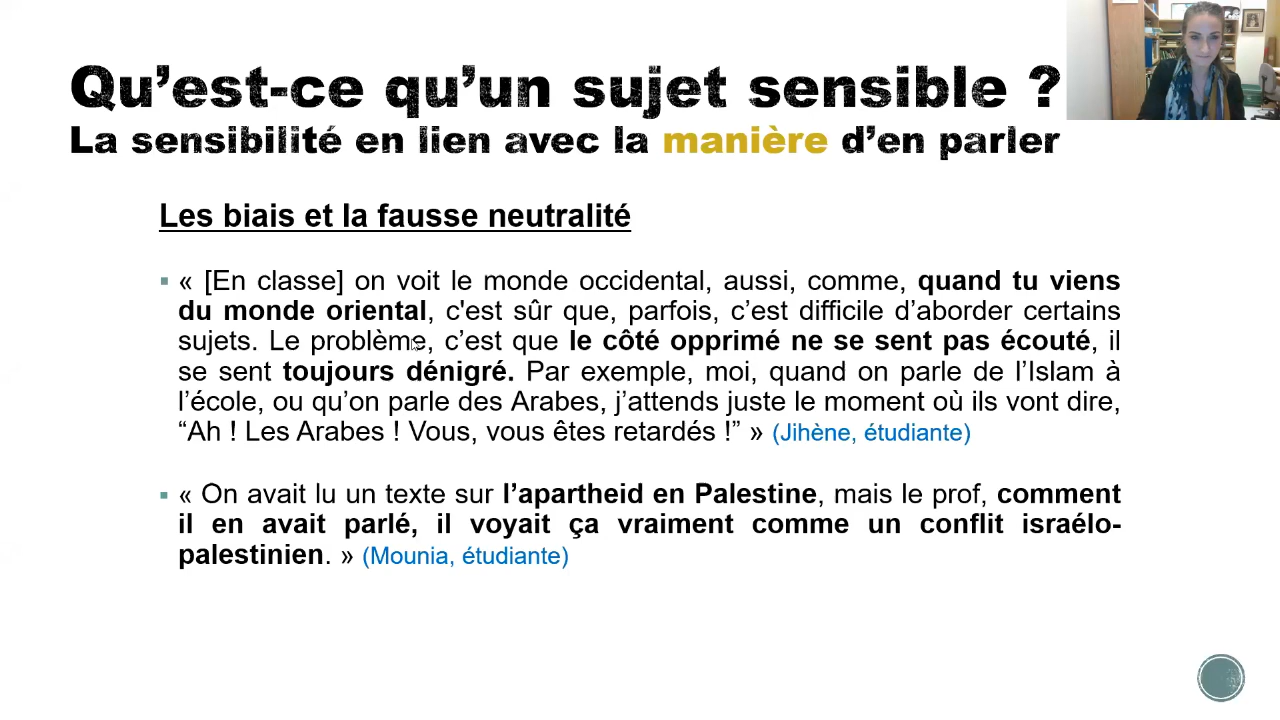 Qu’est-ce qu’un sujet sensible ?
La sensibilité en lien avec la manière d’en parler
Les biais et la fausse neutralité
« [En classe] on voit le monde occidental, aussi, comme, quand tu viens
du monde oriental, c'est sûr que, parfois, c’est difficile d’aborder certains
sujets. Le problème, c’est que le côté opprimé ne se sent pas écouté, il
se sent toujours dénigré. Par exemple, moi, quand on parle de l’Islam à
l’école, ou qu’on parle des Arabes, j’attends juste le moment où ils vont dire,
“Ah ! Les Arabes ! Vous, vous êtes retardés !” » (Jihène, étudiante)
« On avait lu un texte sur l’apartheid en Palestine, mais le prof, comment
il en avait parlé, il voyait ça vraiment comme un conflit israélo-
palestinien. » (Mounia, étudiante)